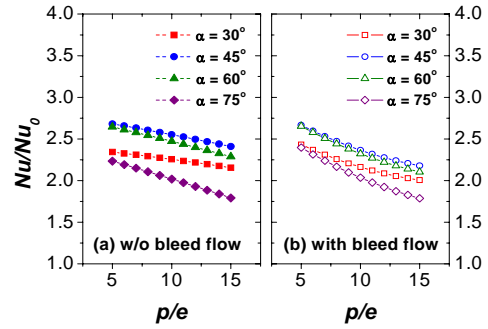 4.0
3.5
3.0
2.5
2.0
1.5
1.0
Nu/Nu0
α = 30°
α = 45°
α = 60°
α = 75°
(a) w/o bleed flow
5 10 15
p/e
α = 30°
α = 45°
α = 60°
α = 75°
(b) with bleed flow
5 10 15
p/e
4.0
3.5
3.0
2.5
2.0
1.5
1.0